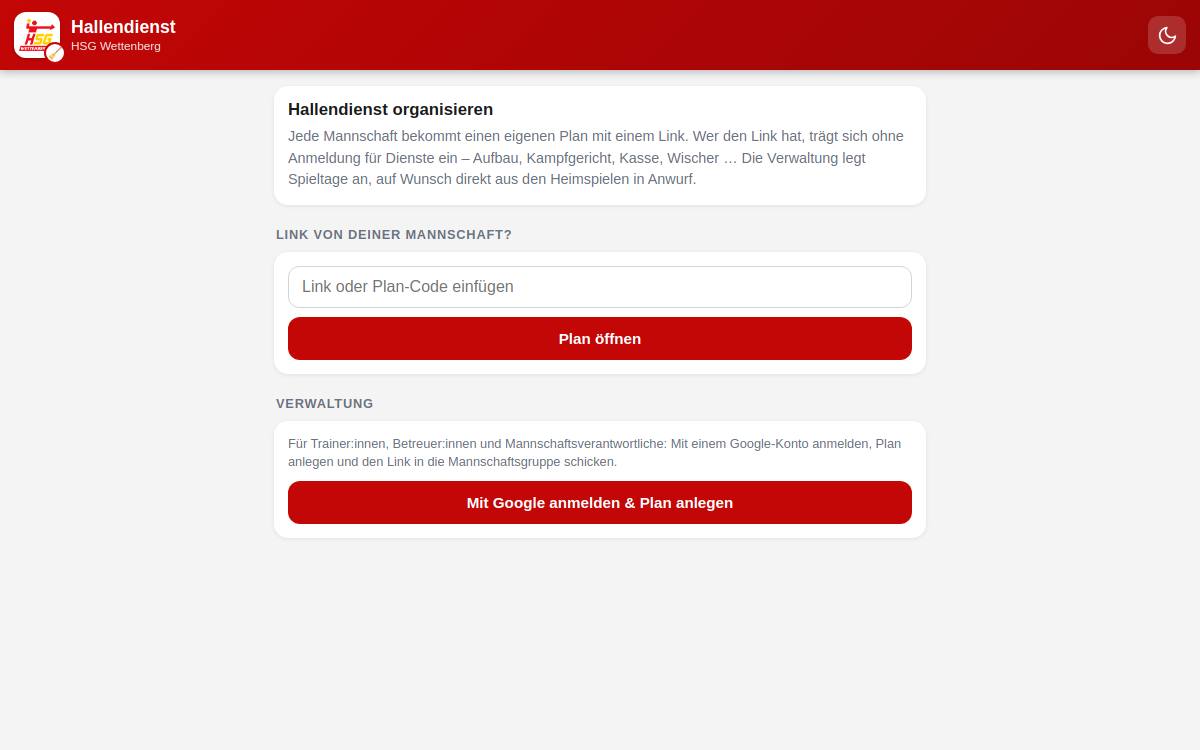 HSG
Hallendienst
HSG Wettenberg
Hallendienst organisieren
Jede Mannschaft bekommt einen eigenen Plan mit einem Link. Wer den Link hat, trägt sich ohne
Anmeldung für Dienste ein – Aufbau, Kampfgericht, Kasse, Wischer … Die Verwaltung legt
Spieltage an, auf Wunsch direkt aus den Heimspielen in Anwurf.
LINK VON DEINER MANNSCHAFT?
Link oder Plan-Code einfügen
Plan öffnen
VERWALTUNG
Für Trainer:innen, Betreuer:innen und Mannschaftsverantwortliche: Mit einem Google-Konto anmelden, Plan
anlegen und den Link in die Mannschaftsgruppe schicken.
Mit Google anmelden & Plan anlegen